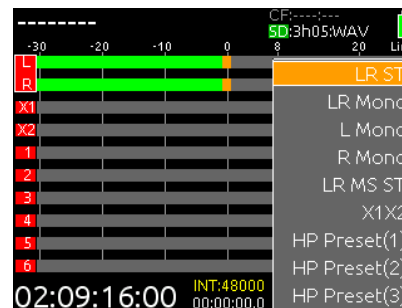 --------- CF:----:---
SD:3h05:WAV
-30 -20 -10 0 8 20 Li
L LR ST
R
X1 LR Mono
X2 L Mono
1 R Mono
2 LR MS ST
3
4 X1X2
5 HP Preset(1)
6 HP Preset(2)
02:09:16:00 INT:48000 HP Preset(3)
00:00:00.0